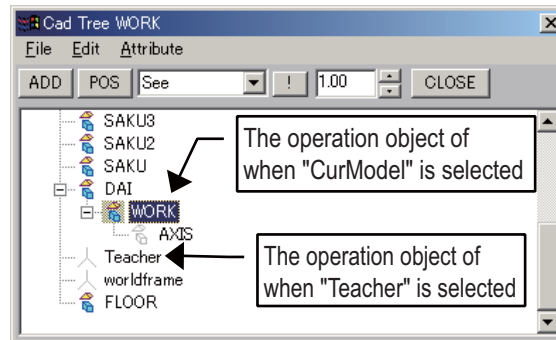 Cad Tree WORK
File Edit Attribute
ADD POS See ! 1.00 CLOSE
SAKU3
SAKU2
SAKU
DAI
WORK
AXIS
Teacher
worldframe
FLOOR
The operation object of
when "CurModel" is selected
The operation object of
when "Teacher" is selected